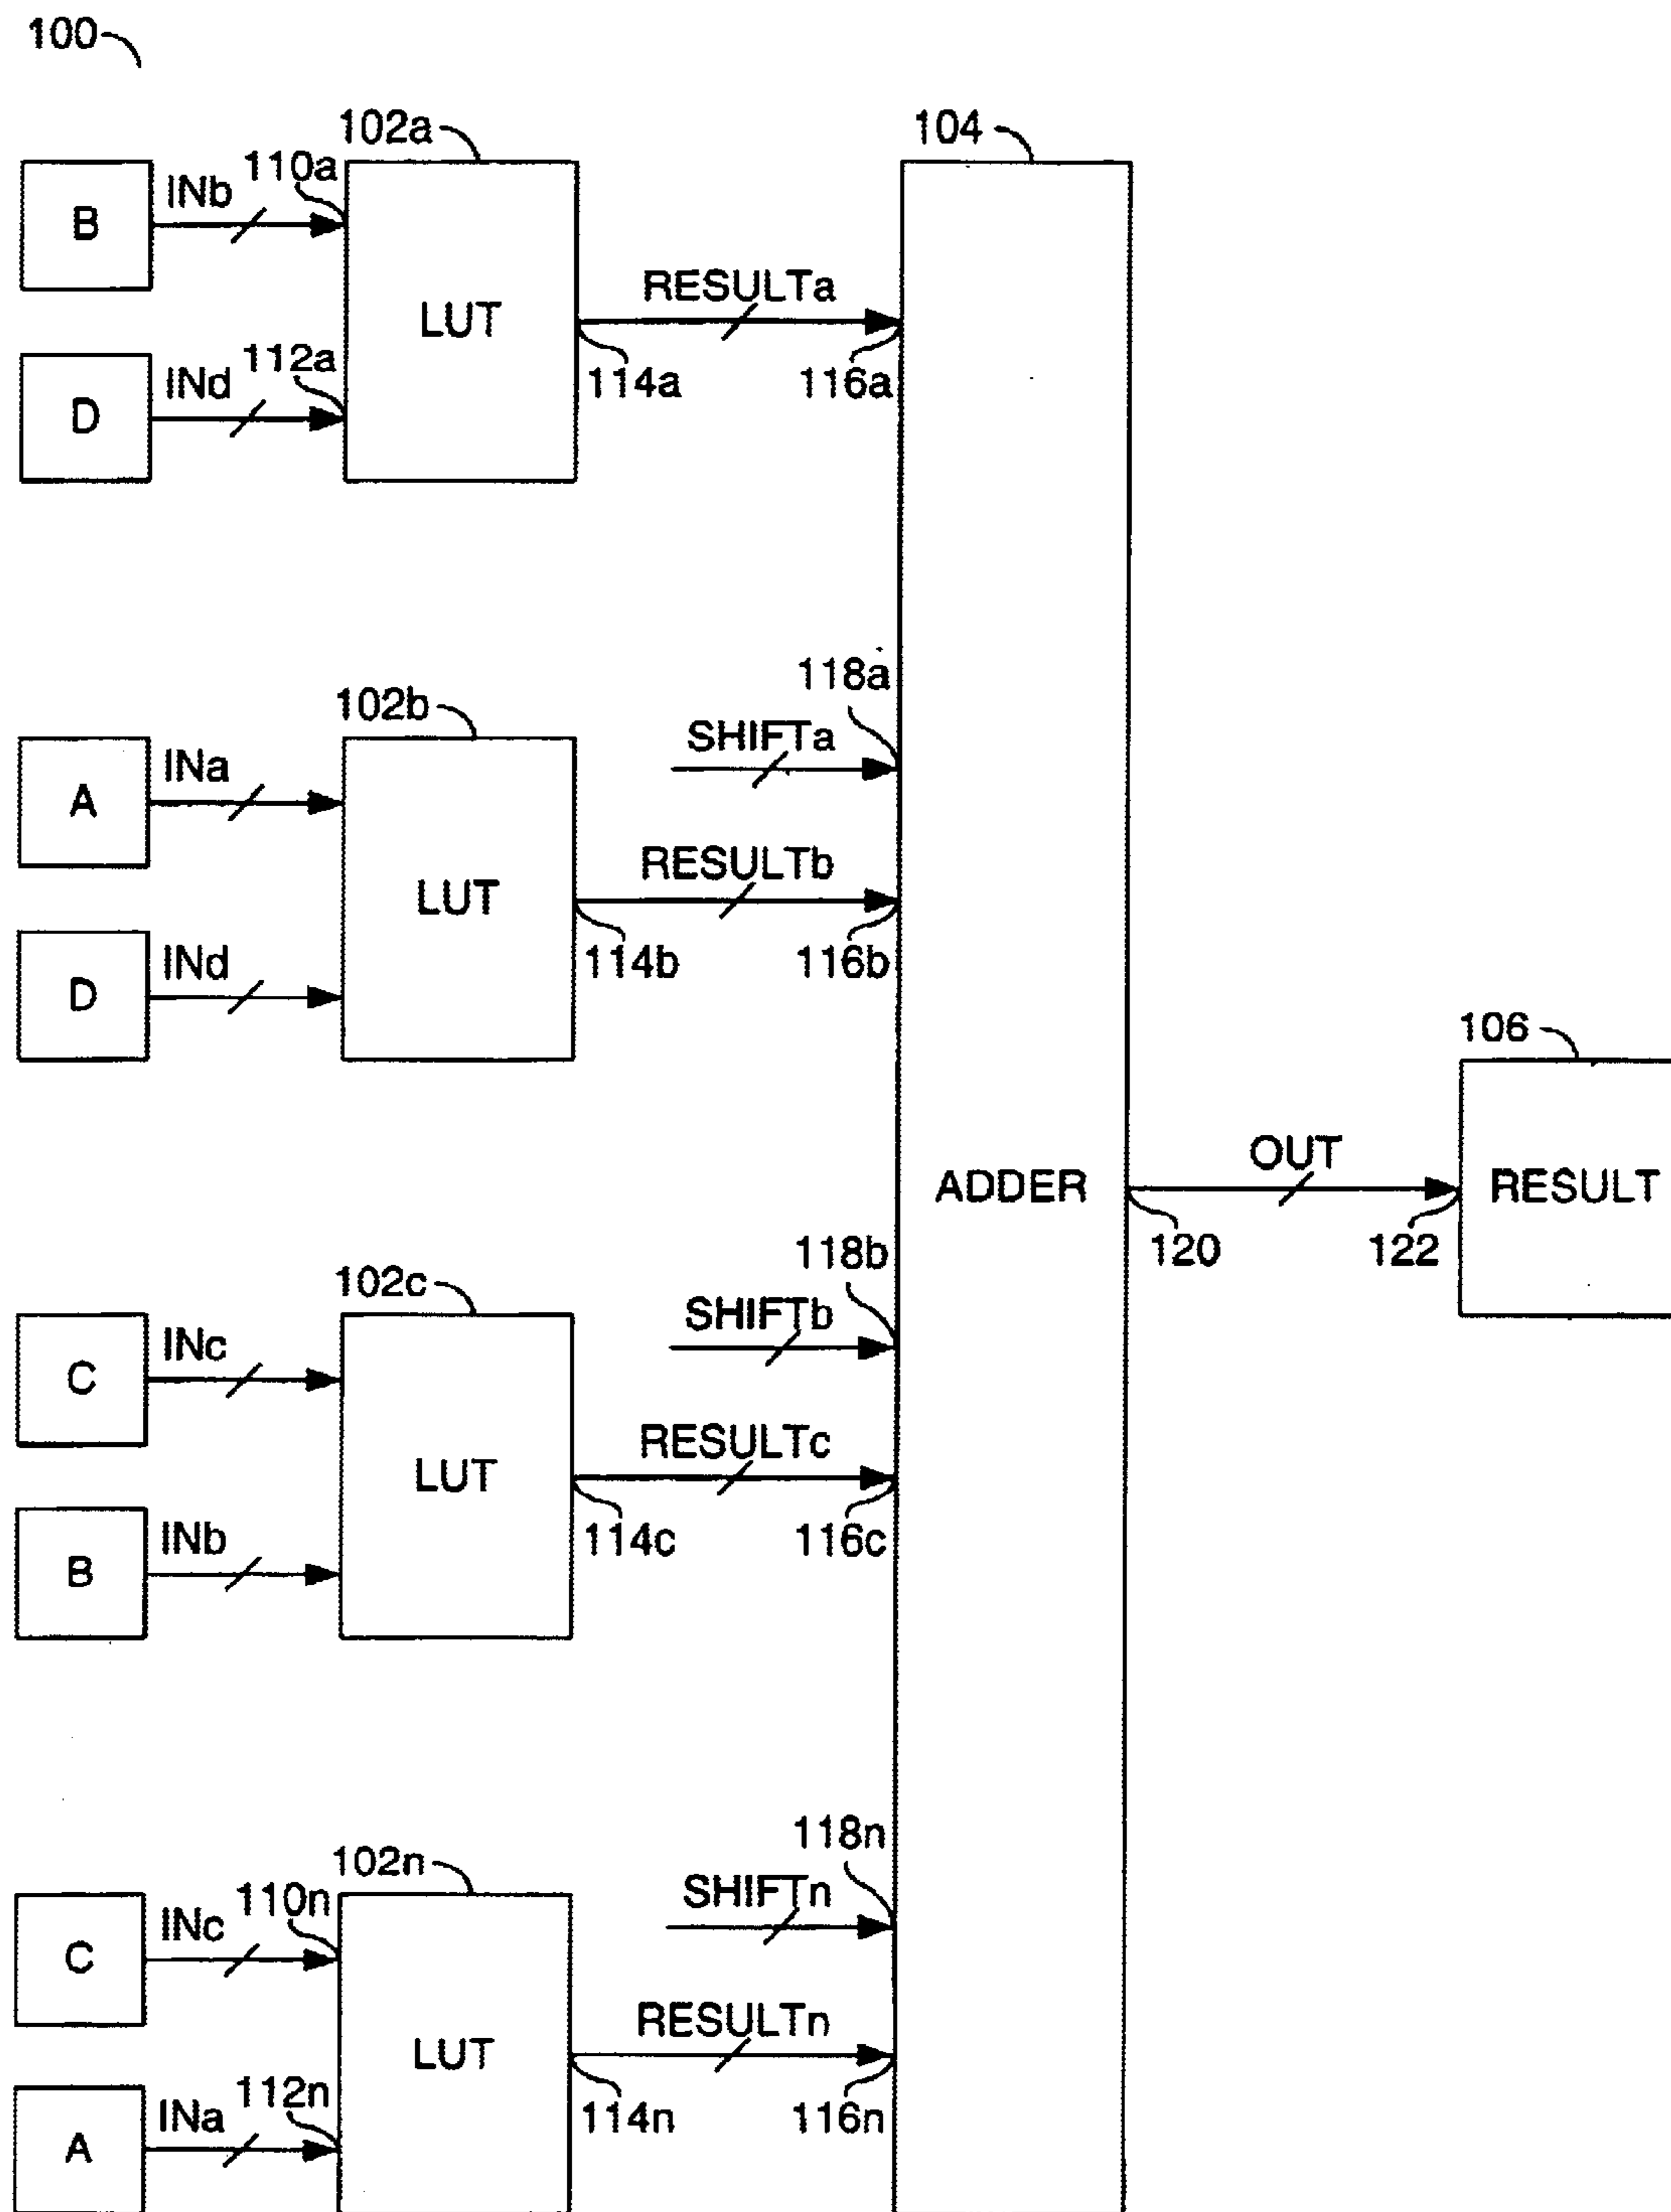 100
102a
104
B
INb
110a
LUT
RESULTa
114a
116a
D
INd
112a
102b
118a
SHIFTa
A
INa
LUT
RESULTb
114b
116b
D
INd
106
ADDER
OUT
RESULT
120
122
102c
118b
SHIFTb
C
INc
LUT
RESULTc
114c
116c
B
INb
102n
118n
SHIFTn
C
INc
110n
LUT
RESULTn
114n
116n
A
INa
112n